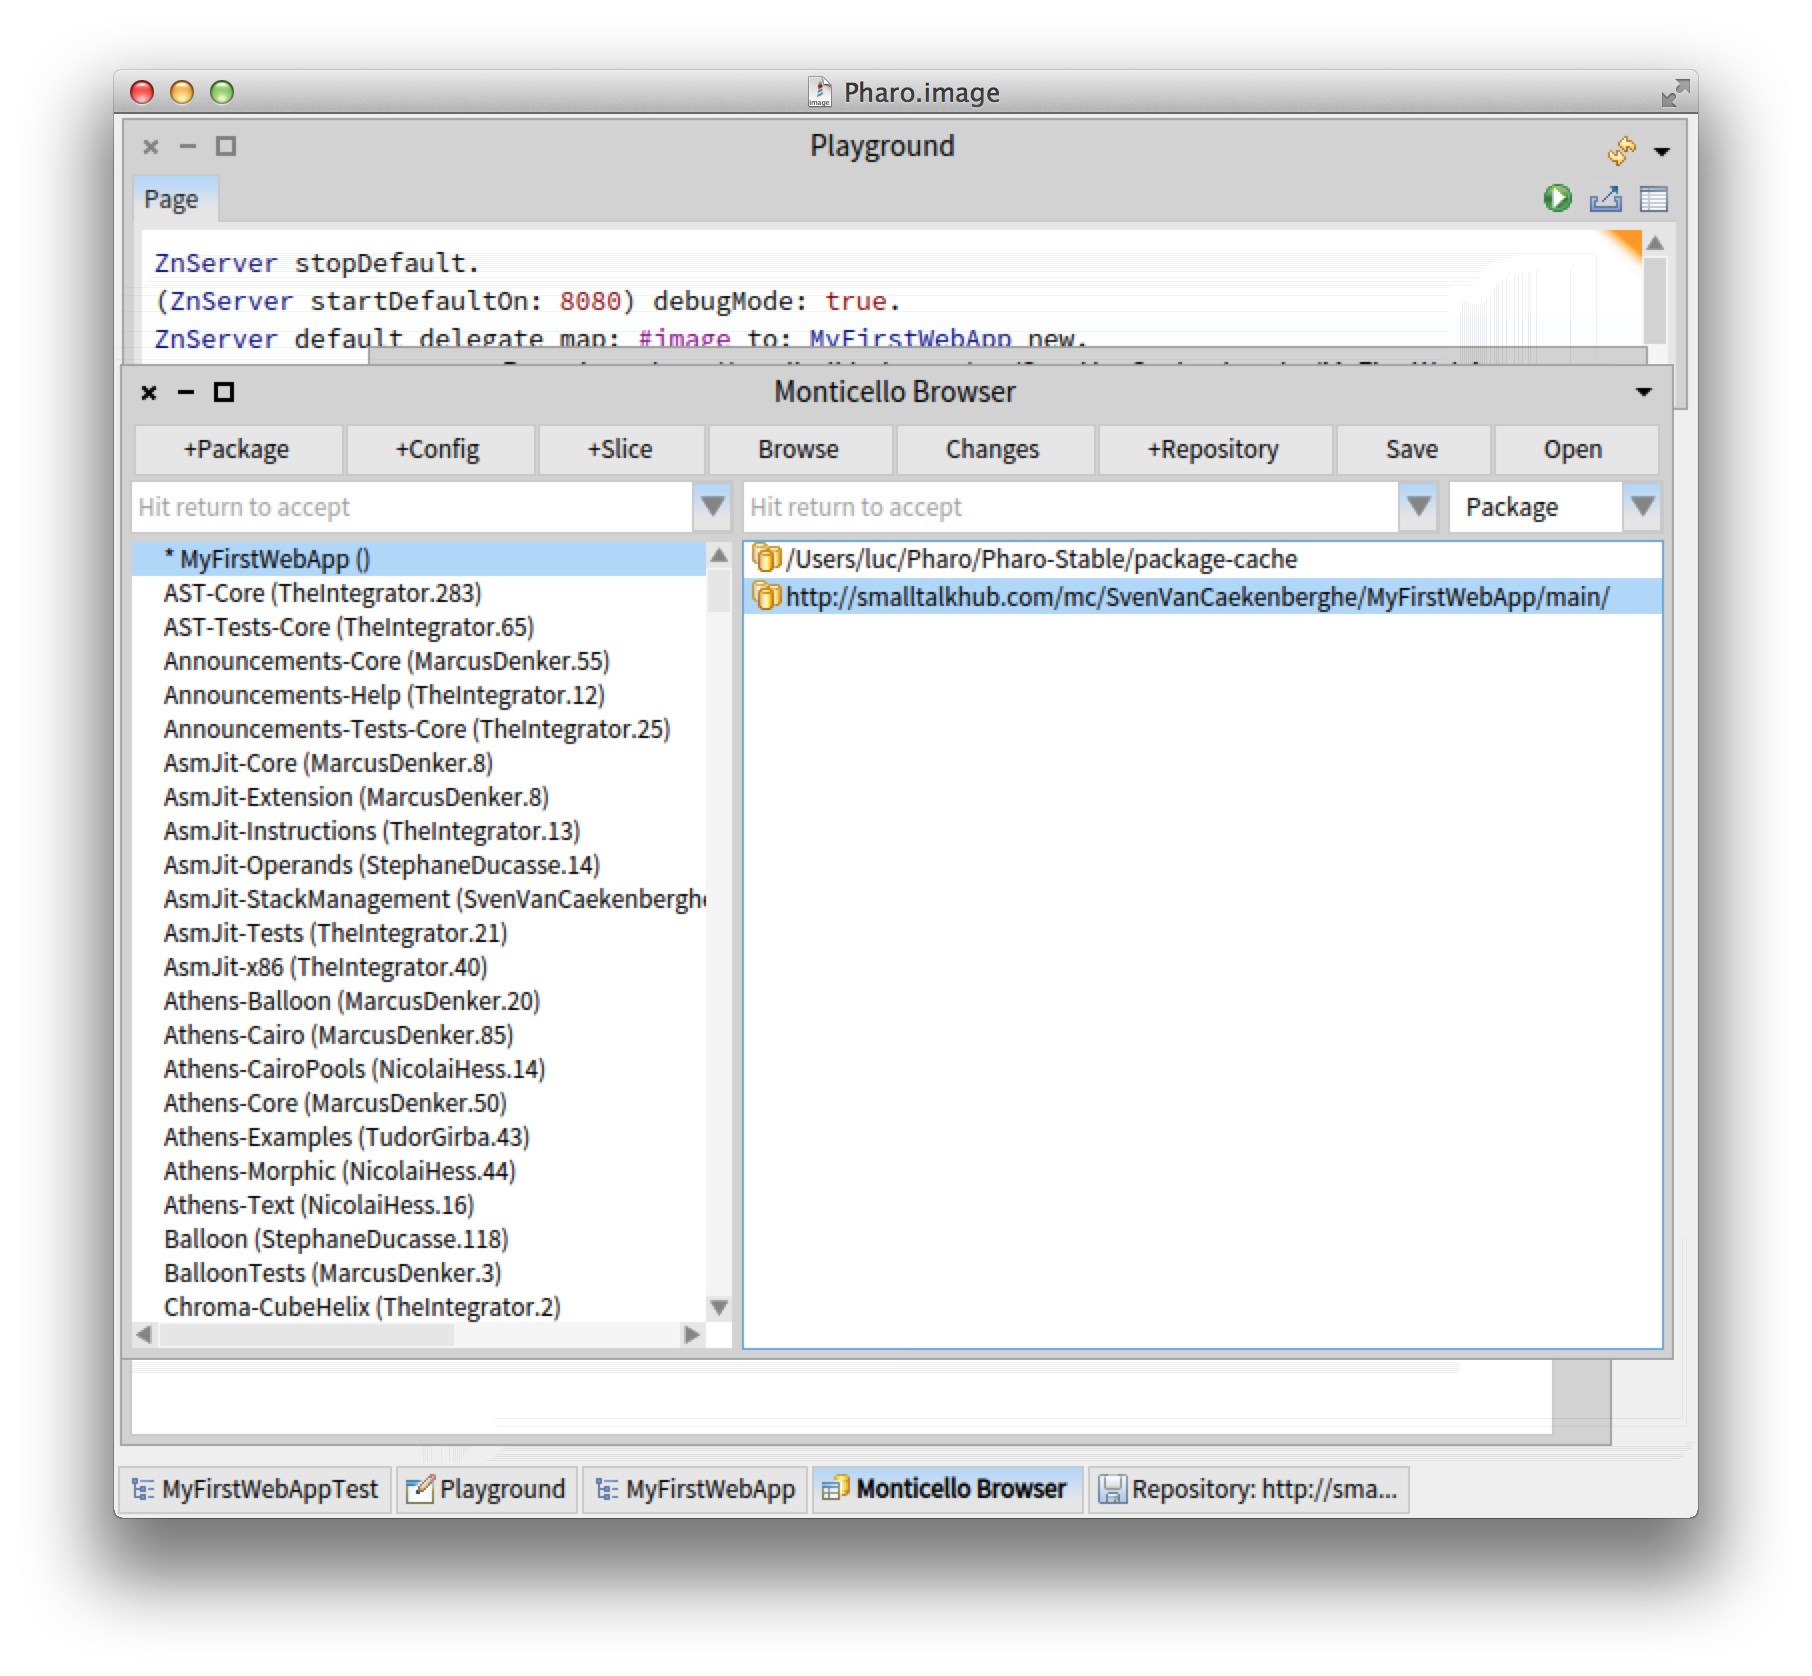 Pharo.image
Playground
Page
ZnServer stopDefault.
(ZnServer startDefaultOn: 8080) debugMode: true.
ZnServer default delegate map: #image to: MyFirstWebApp new.
Monticello Browser
+Package +Config +Slice Browse Changes +Repository Save Open
Hit return to accept Hit return to accept Package
* MyFirstWebApp ()
AST-Core (TheIntegrator.283)
AST-Tests-Core (TheIntegrator.65)
Announcements-Core (MarcusDenker.55)
Announcements-Help (TheIntegrator.12)
Announcements-Tests-Core (TheIntegrator.25)
AsmJit-Core (MarcusDenker.8)
AsmJit-Extension (MarcusDenker.8)
AsmJit-Instructions (TheIntegrator.13)
AsmJit-Operands (StephaneDucasse.14)
AsmJit-StackManagement (SvenVanCaekenberghe
AsmJit-Tests (TheIntegrator.21)
AsmJit-x86 (TheIntegrator.40)
Athens-Balloon (MarcusDenker.20)
Athens-Cairo (MarcusDenker.85)
Athens-CairoPools (NicolaiHess.14)
Athens-Core (MarcusDenker.50)
Athens-Examples (TudorGirba.43)
Athens-Morphic (NicolaiHess.44)
Athens-Text (NicolaiHess.16)
Balloon (StephaneDucasse.118)
BalloonTests (MarcusDenker.3)
Chroma-CubeHelix (TheIntegrator.2)
/Users/luc/Pharo/Pharo-Stable/package-cache
http://smalltalkhub.com/mc/SvenVanCaekenberghe/MyFirstWebApp/main/
MyFirstWebAppTest Playground MyFirstWebApp Monticello Browser Repository: http://sma...